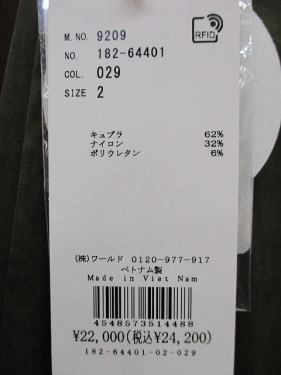 M.NO. 9209
RFID
NO. 182-64401
COL. 029
SIZE 2
キュプラ 62%
ナイロン 32%
ポリウレタン 6%
(株)ワールド 0120-977-917
ベトナム製
Made in Viet Nam
4548573514488
¥22,000(税込¥24,200)
182-64401-02-029